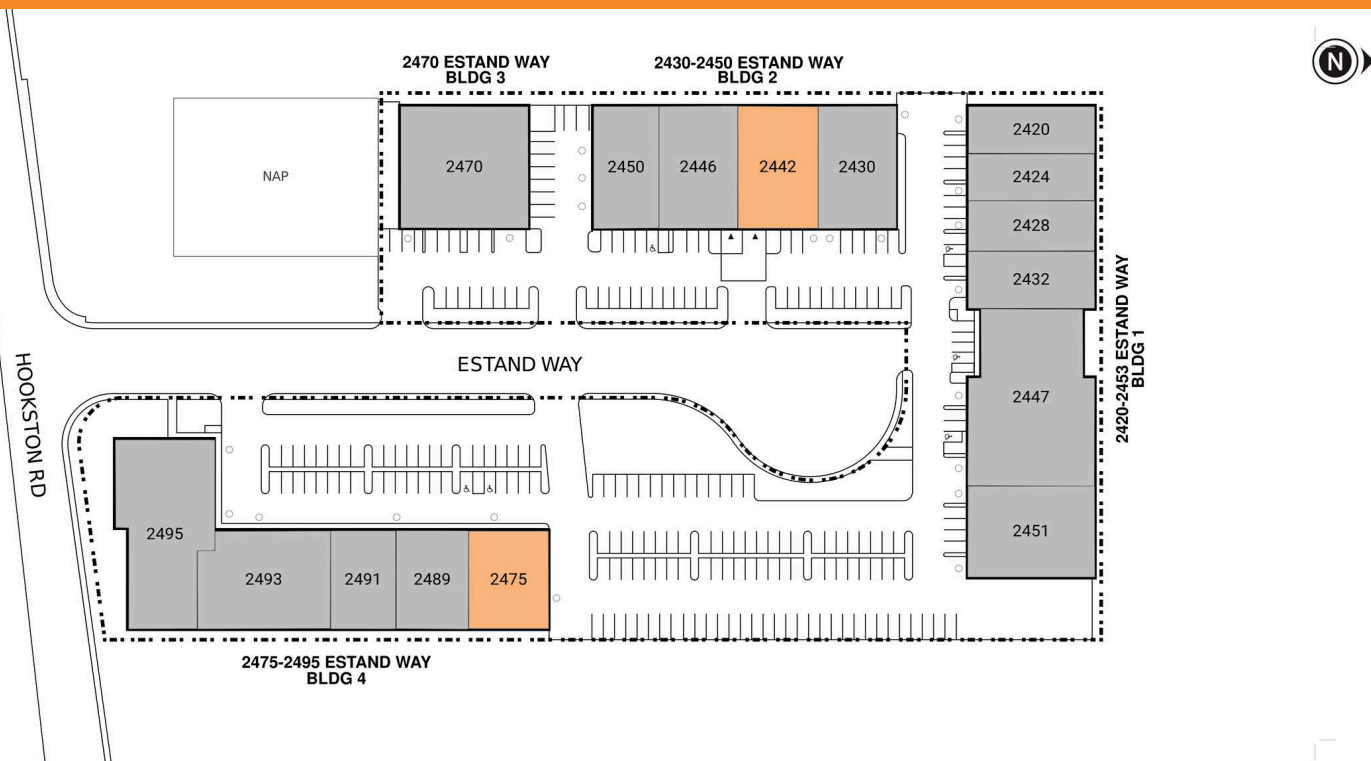 2470 ESTAND WAY
BLDG 3
2430-2450 ESTAND WAY
BLDG 2
N
NAP
2470
2450
2446
2442
2430
2420
2424
2428
2432
2447
2451
2420-2453 ESTAND WAY
BLDG 1
ESTAND WAY
HOOKSTON RD
2495
2493
2491
2489
2475
2475-2495 ESTAND WAY
BLDG 4